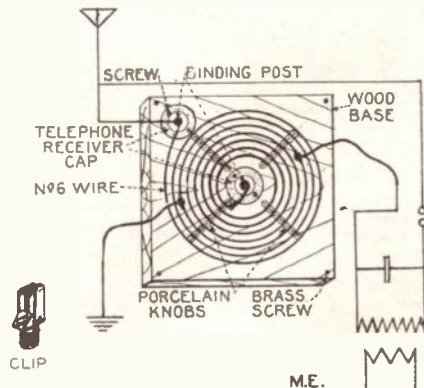 SCREW
BINDING POST
WOOD
BASE
TELEPHONE
RECEIVER
CAP
Nº6 WIRE
PORCELAIN
KNOBS
BRASS
SCREW
CLIP
M.E.